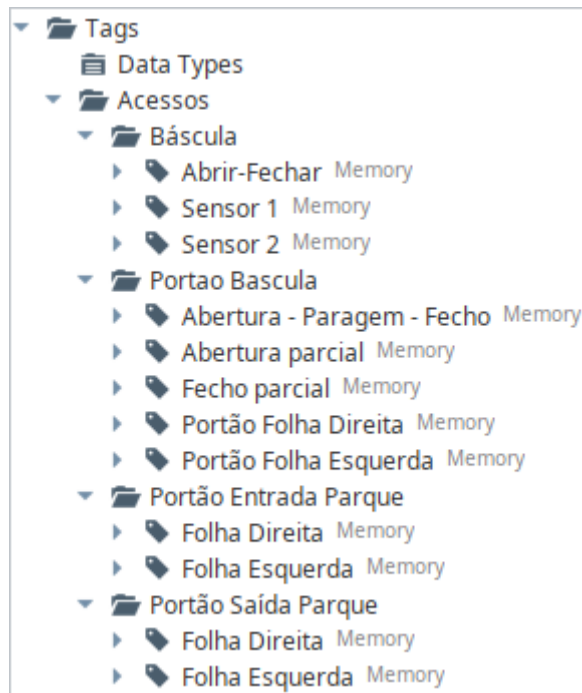 Tags
Data Types
Acessos
Báscula
Abrir-Fechar Memory
Sensor 1 Memory
Sensor 2 Memory
Portao Bascula
Abertura - Paragem - Fecho Memory
Abertura parcial Memory
Fecho parcial Memory
Portão Folha Direita Memory
Portão Folha Esquerda Memory
Portão Entrada Parque
Folha Direita Memory
Folha Esquerda Memory
Portão Saída Parque
Folha Direita Memory
Folha Esquerda Memory